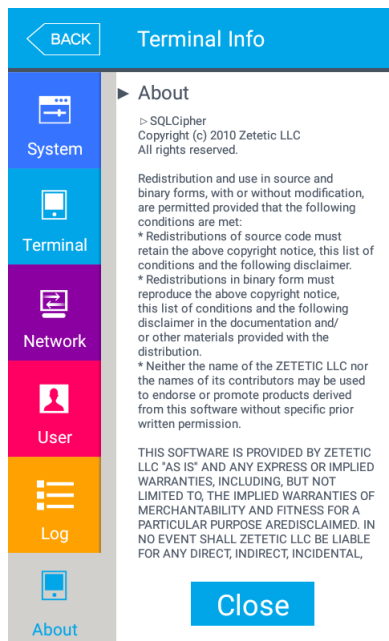 BACK
Terminal Info
System
Terminal
Network
User
Log
About
► About
▷ SQLCipher
Copyright (c) 2010 Zetetic LLC
All rights reserved.
Redistribution and use in source and
binary forms, with or without modification,
are permitted provided that the following
conditions are met:
* Redistributions of source code must
retain the above copyright notice, this list of
conditions and the following disclaimer.
* Redistributions in binary form must
reproduce the above copyright notice,
this list of conditions and the following
disclaimer in the documentation and/
or other materials provided with the
distribution.
* Neither the name of the ZETETIC LLC nor
the names of its contributors may be used
to endorse or promote products derived
from this software without specific prior
written permission.
THIS SOFTWARE IS PROVIDED BY ZETETIC
LLC "AS IS" AND ANY EXPRESS OR IMPLIED
WARRANTIES, INCLUDING, BUT NOT
LIMITED TO, THE IMPLIED WARRANTIES OF
MERCHANTABILITY AND FITNESS FOR A
PARTICULAR PURPOSE AREDISCLAIMED. IN
NO EVENT SHALL ZETETIC LLC BE LIABLE
FOR ANY DIRECT, INDIRECT, INCIDENTAL,
Close